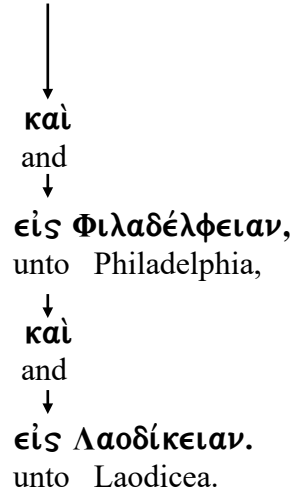 καὶ
and
εἰς Φιλαδέλφειαν,
unto Philadelphia,
καὶ
and
εἰς Λαοδίκειαν.
unto Laodicea.